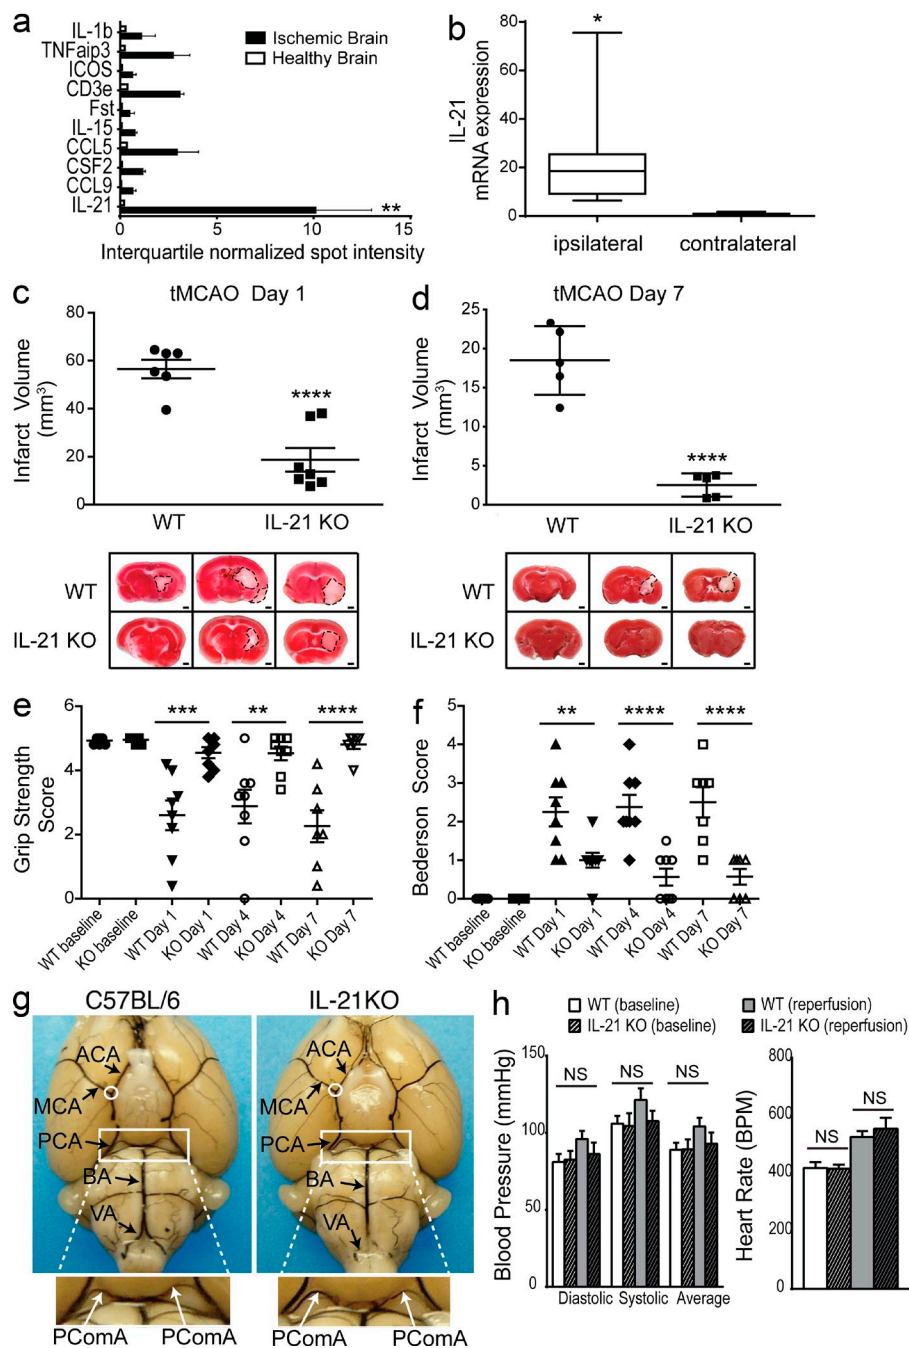 a
IL-1b
TNFaip3
ICOS
CD3e
Fst
IL-15
CCL5
CSF2
CCL9
IL-21
Ischemic Brain
Healthy Brain
**
0 5 10 15
Interquartile normalized spot intensity
b
IL-21
mRNA expression
80
60
40
20
0
*
ipsilateral contralateral
c
tMCAO Day 1
Infarct Volume
(mm3)
80
60
40
20
0
****
WT IL-21 KO
WT
IL-21 KO
d
tMCAO Day 7
Infarct Volume
(mm3)
25
20
15
10
5
0
****
WT IL-21 KO
WT
IL-21 KO
e
Grip Strength
Score
6
4
2
0
*** ** ****
WT baseline
KO baseline
WT Day 1
KO Day 1
WT Day 4
KO Day 4
WT Day 7
KO Day 7
f
Bederson Score
5
4
3
2
1
0
** **** ****
WT baseline
KO baseline
WT Day 1
KO Day 1
WT Day 4
KO Day 4
WT Day 7
KO Day 7
g
C57BL/6 IL-21KO
ACA
MCA
PCA
BA
VA
PComA PComA
ACA
MCA
PCA
BA
VA
PComA PComA
h
WT (baseline) WT (reperfusion)
IL-21 KO (baseline) IL-21 KO (reperfusion)
Blood Pressure (mmHg)
150
100
50
0
NS NS NS
Diastolic Systolic Average
Heart Rate (BPM)
800
600
400
200
0
NS NS